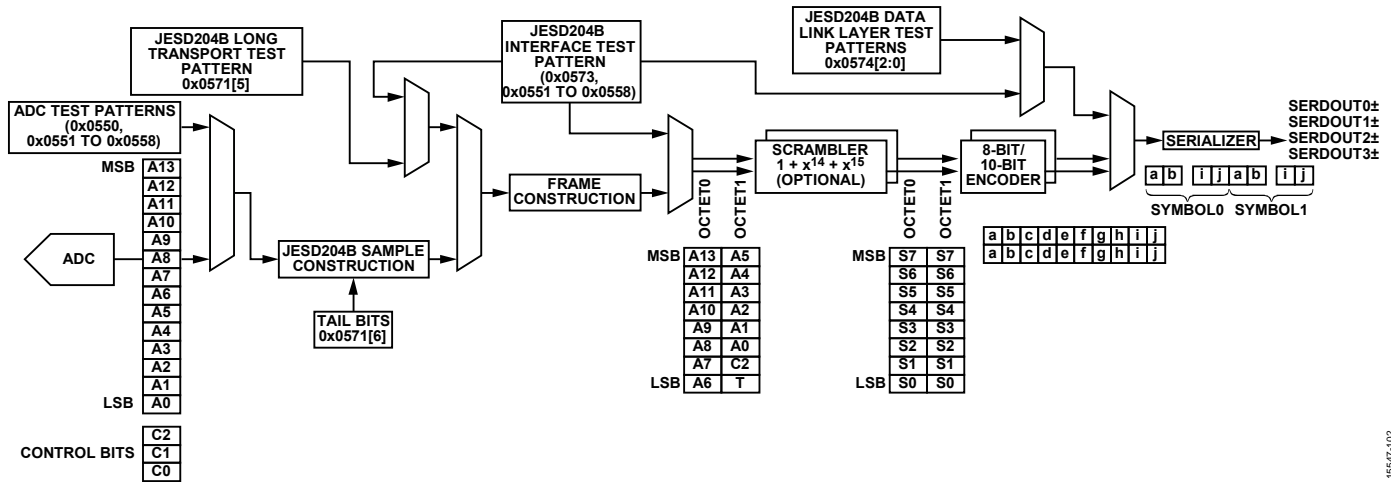 JESD204B LONG
TRANSPORT TEST
PATTERN
0x0571[5]
JESD204B
INTERFACE TEST
PATTERN
(0x0573,
0x0551 TO 0x0558)
JESD204B DATA
LINK LAYER TEST
PATTERNS
0x0574[2:0]
ADC TEST PATTERNS
(0x0550,
0x0551 TO 0x0558)
MSB A13
A12
A11
A10
A9
A8
A7
A6
A5
A4
A3
A2
A1
LSB A0
CONTROL BITS
C2
C1
C0
ADC
JESD204B SAMPLE
CONSTRUCTION
TAIL BITS
0x0571[6]
FRAME
CONSTRUCTION
OCTET0 OCTET1
MSB A13 A5
A12 A4
A11 A3
A10 A2
A9 A1
A8 A0
A7 C2
LSB A6 T
SCRAMBLER
1 + x14 + x15
(OPTIONAL)
OCTET0 OCTET1
MSB S7 S7
S6 S6
S5 S5
S4 S4
S3 S3
S2 S2
S1 S1
LSB S0 S0
8-BIT/
10-BIT
ENCODER
a b c d e f g h i j
a b c d e f g h i j
SERIALIZER
SERDOUT0±
SERDOUT1±
SERDOUT2±
SERDOUT3±
a b i j a b i j
SYMBOL0 SYMBOL1
15547-102